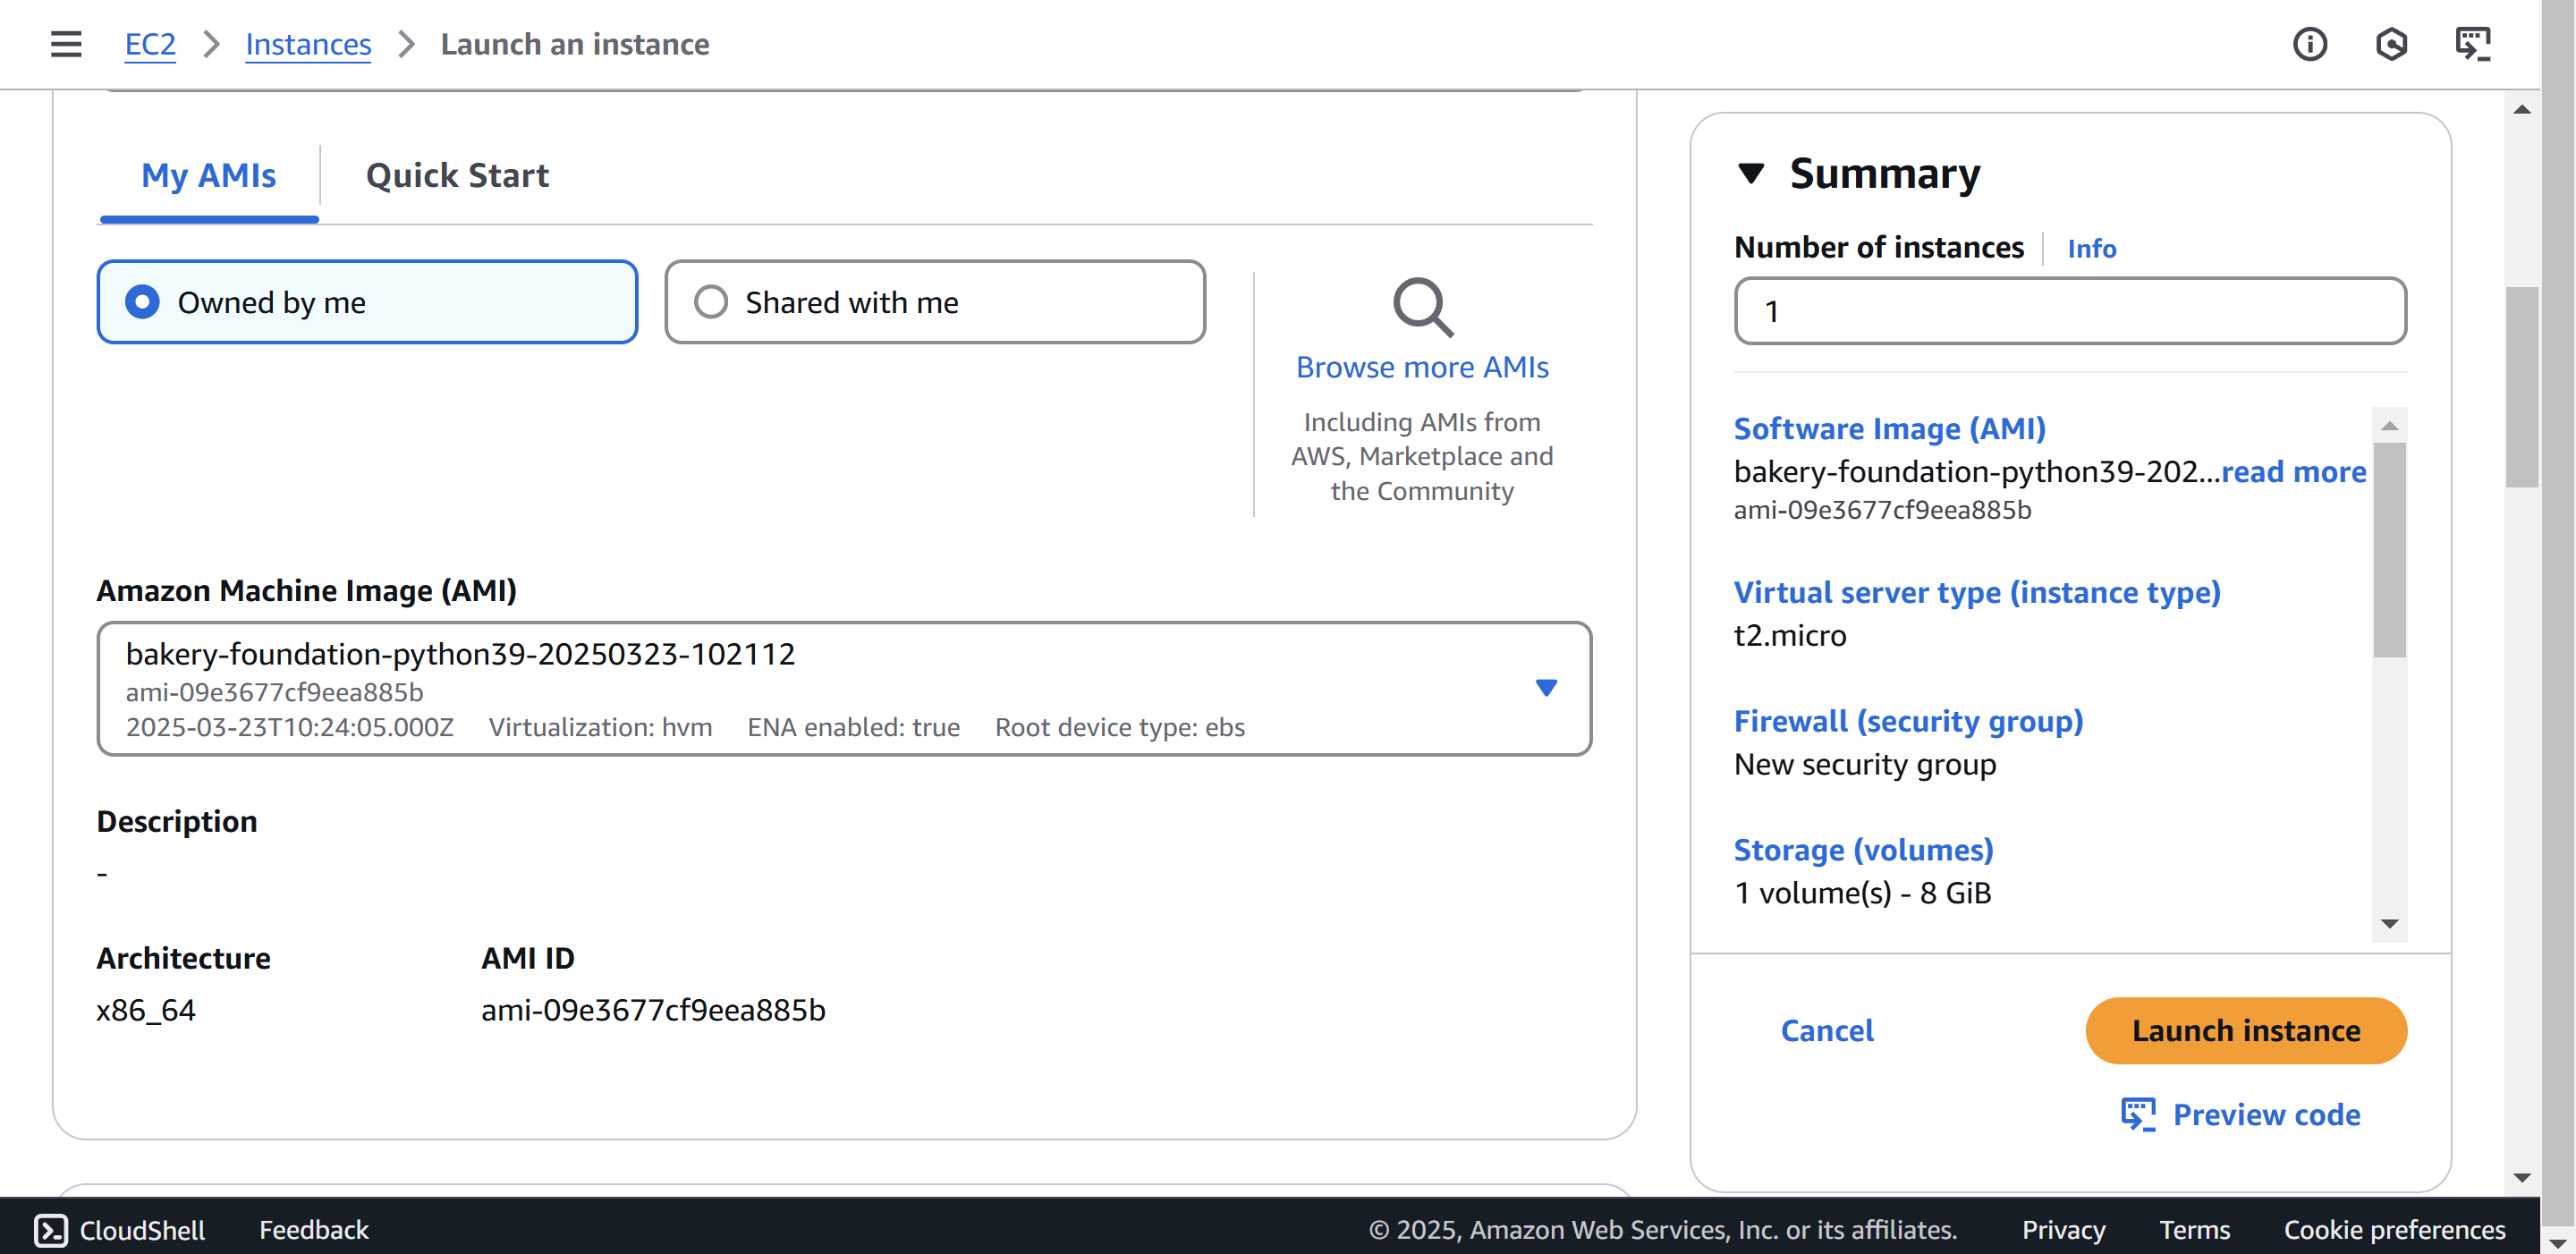 EC2 > Instances > Launch an instance
My AMIs
Quick Start
Owned by me
Shared with me
Browse more AMIs
Including AMIs from
AWS, Marketplace and
the Community
Amazon Machine Image (AMI)
bakery-foundation-python39-20250323-102112
ami-09e3677cf9eea885b
2025-03-23T10:24:05.000Z Virtualization: hvm ENA enabled: true Root device type: ebs
Description
-
Architecture
x86_64
AMI ID
ami-09e3677cf9eea885b
Summary
Number of instances
Info
1
Software Image (AMI)
bakery-foundation-python39-202...read more
ami-09e3677cf9eea885b
Virtual server type (instance type)
t2.micro
Firewall (security group)
New security group
Storage (volumes)
1 volume(s) - 8 GiB
Cancel
Launch instance
Preview code
CloudShell
Feedback
© 2025, Amazon Web Services, Inc. or its affiliates.
Privacy
Terms
Cookie preferences